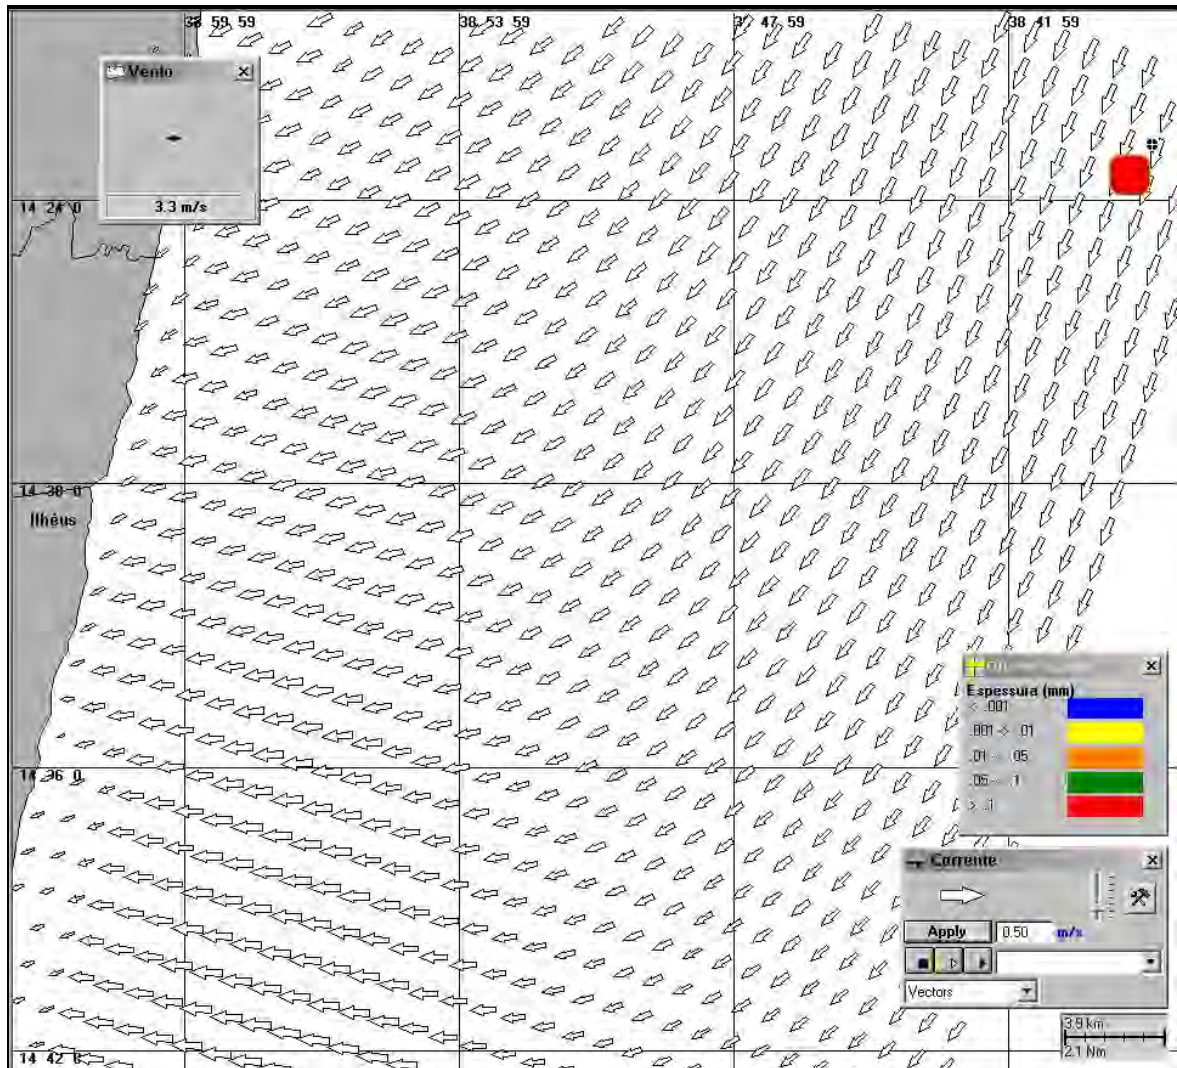 38 59 59
38 53 59
38 47 59
38 41 59
Vento
3.3 m/s
14 24 0
14 30 0
Ilhéus
14 36 0
14 42 0
Espessura (mm)
< .001
.001 -> .01
.01 - .05
.05 - .1
> .1
Corrente
Apply
0.50
m/s
Vectors
3.9 km
2.1 Nm